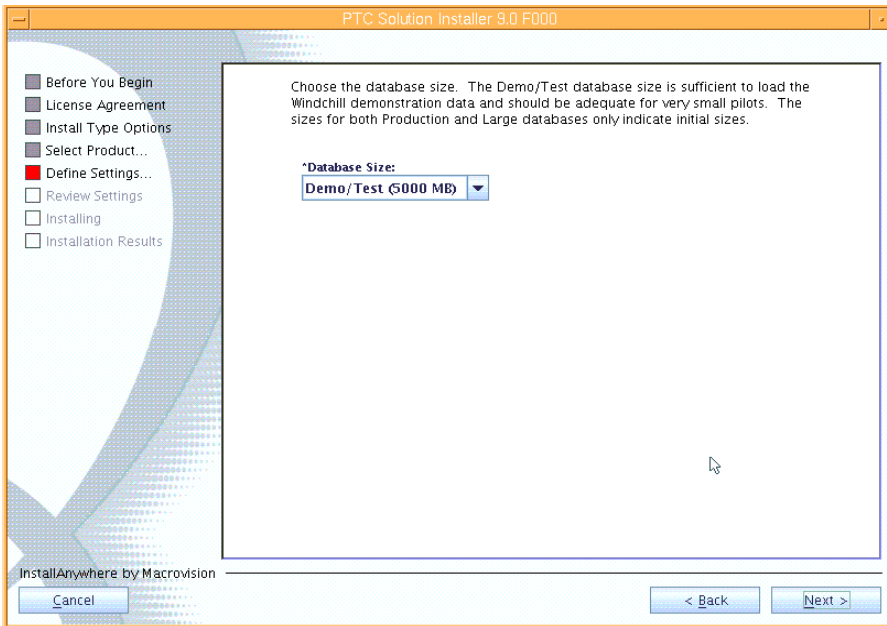 PTC Solution Installer 9.0 F000
Before You Begin
License Agreement
Install Type Options
Select Product...
Define Settings...
Review Settings
Installing
Installation Results
Choose the database size. The Demo/Test database size is sufficient to load the
Windchill demonstration data and should be adequate for very small pilots. The
sizes for both Production and Large databases only indicate initial sizes.
*Database Size:
Demo/Test (5000 MB)
InstallAnywhere by Macrovision
Cancel
< Back
Next >